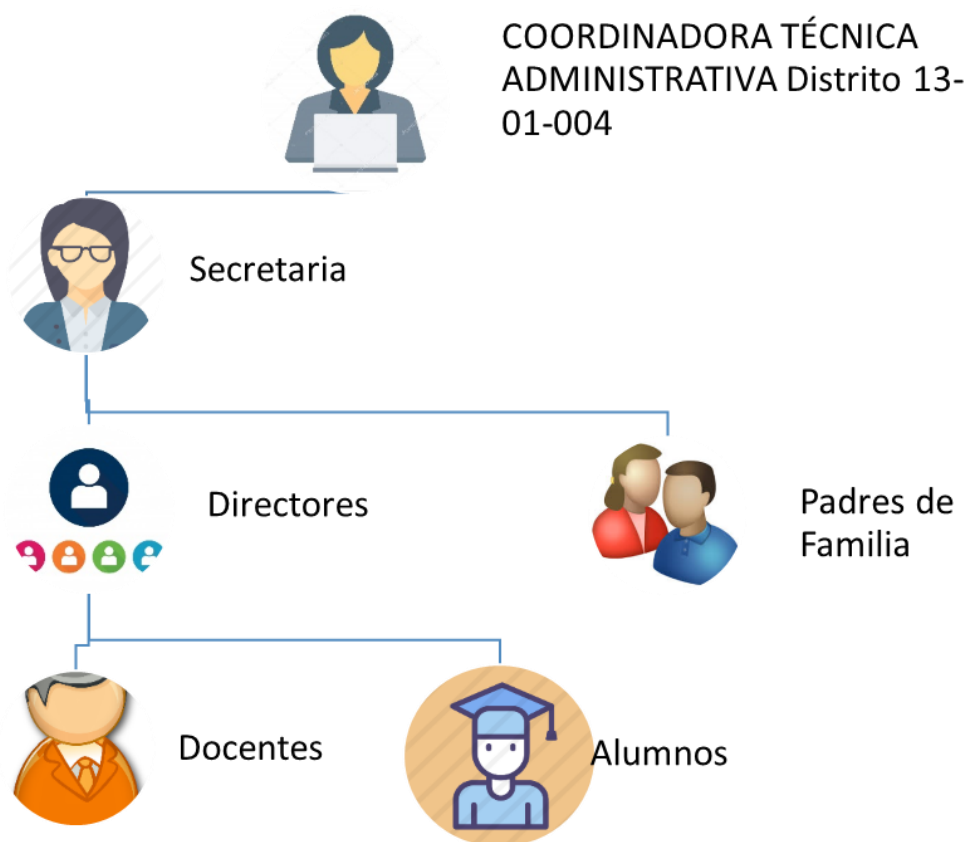 COORDINADORA TÉCNICA
ADMINISTRATIVA Distrito 13-
01-004
Secretaria
Directores
Padres de
Familia
Docentes
Alumnos